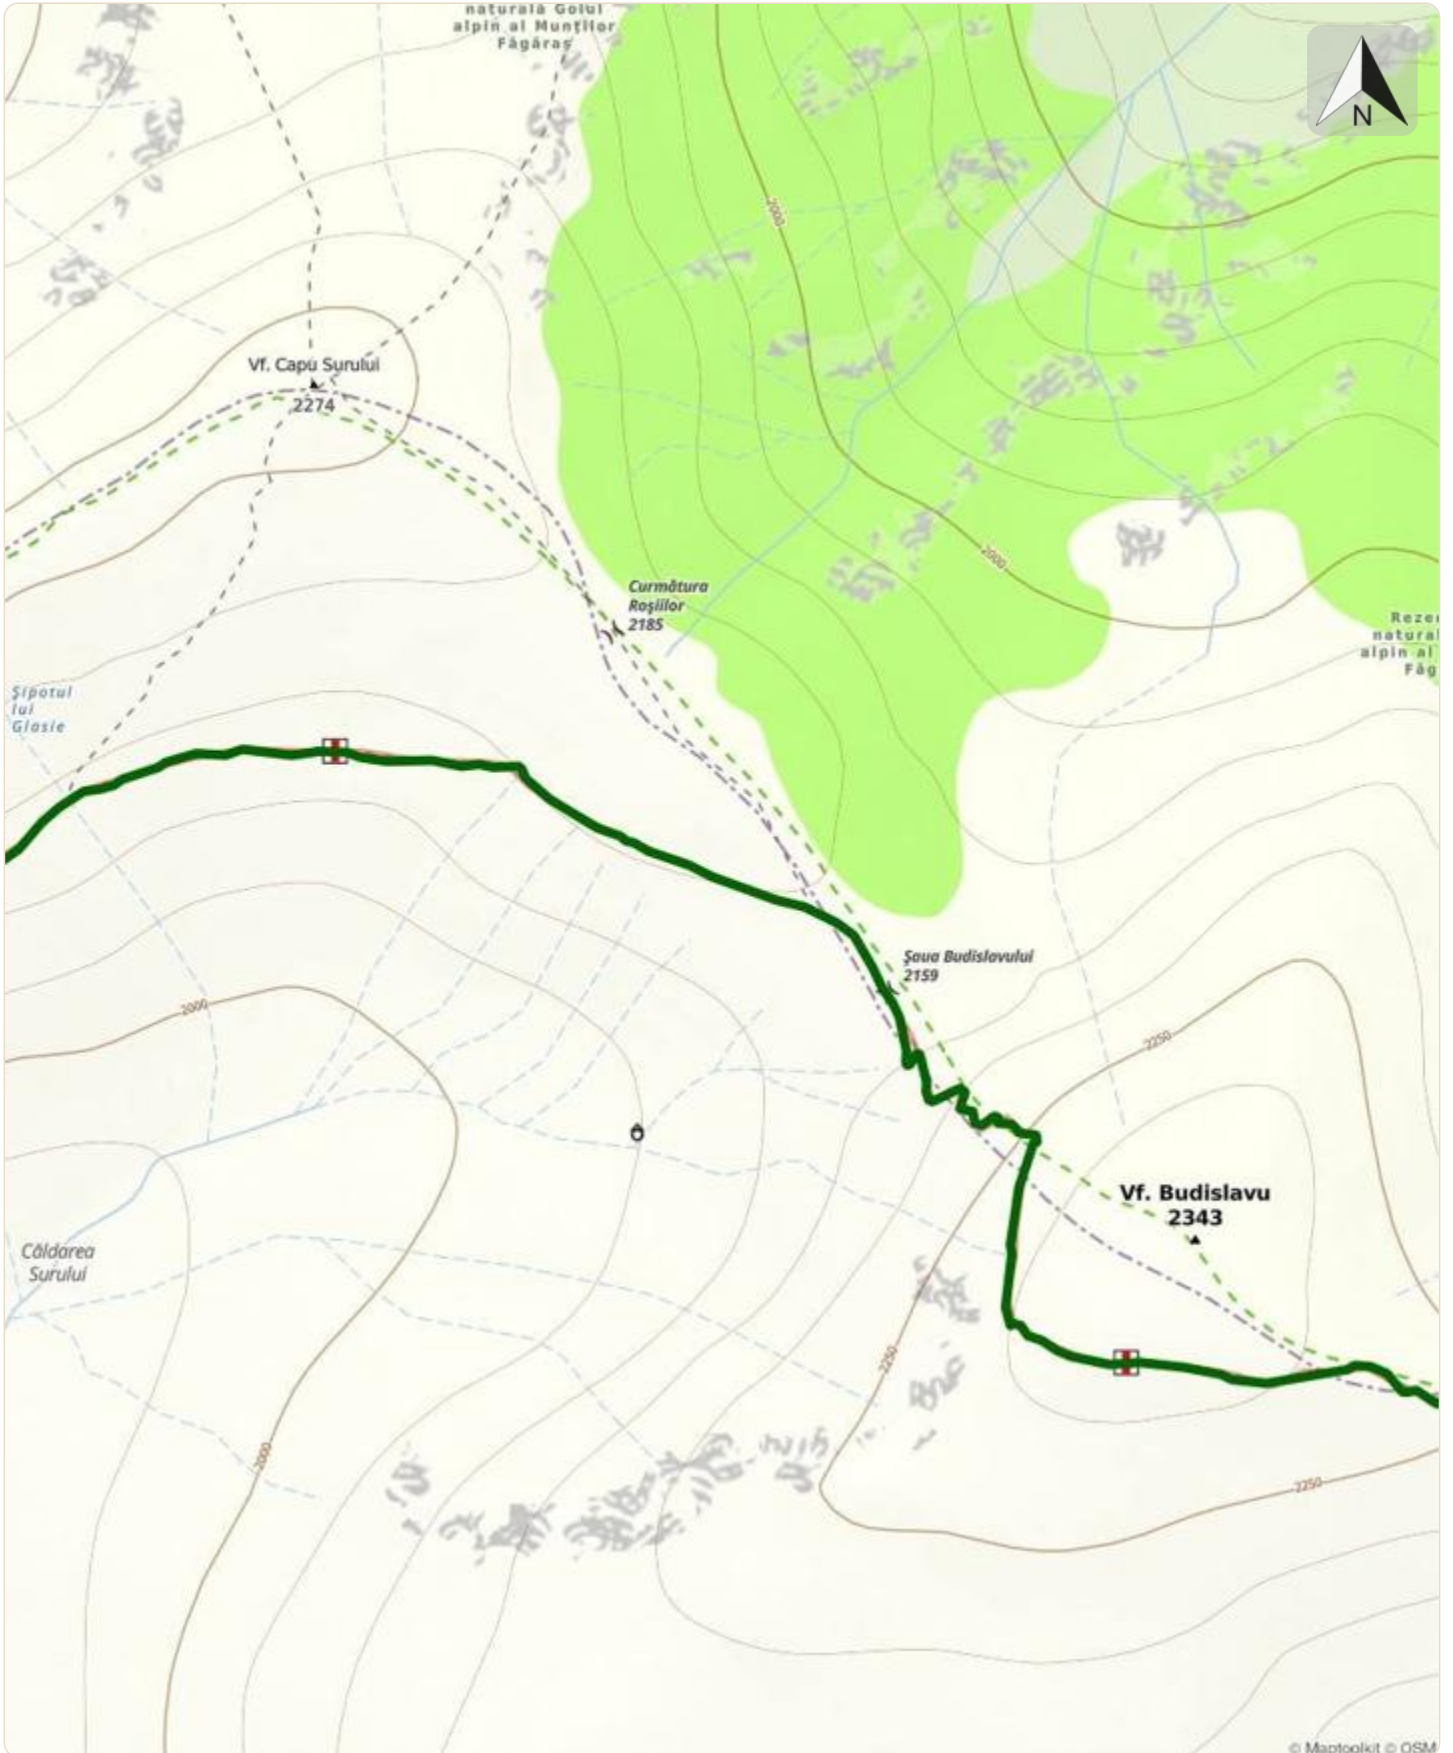 naturală Golul
alpin al Munților
Făgăraș
N
2000
Vf. Capu Surului
2274
2000
Curmătura
Roșiilor
2185
Rezer
natural
alpin al
Făg
Șipotul
lui
Glasie
Șaua Budislavului
2159
2000
2250
Vf. Budislavu
2343
Căldarea
Surului
2250
2000
2250
© Maptoolkit © OSM